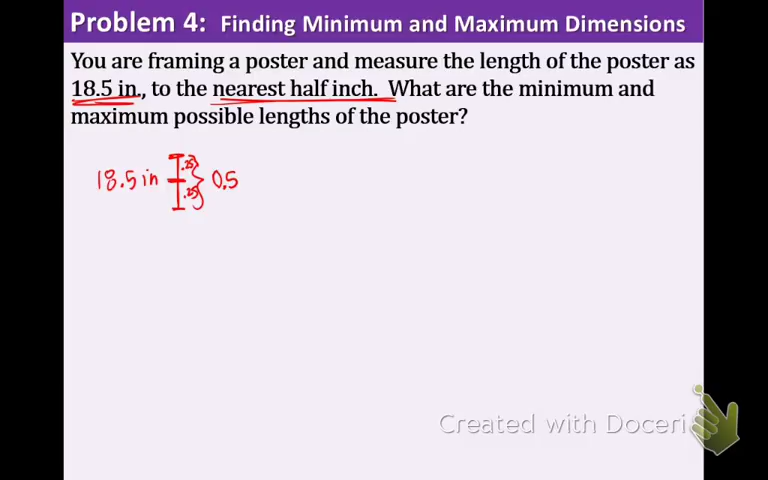 Problem 4: Finding Minimum and Maximum Dimensions
You are framing a poster and measure the length of the poster as
18.5 in., to the nearest half inch. What are the minimum and
maximum possible lengths of the poster?
.25
18.5 in 0.5
.25
Created with Doceri